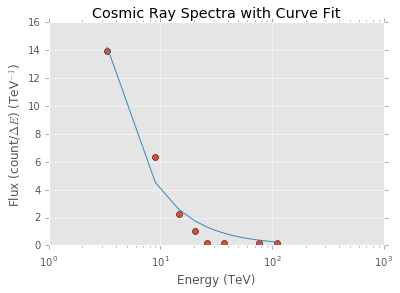 Cosmic Ray Spectra with Curve Fit
Flux (count/ΔE) (TeV⁻¹)
16
14
12
10
8
6
4
2
0
10⁰ 10¹ 10² 10³
Energy (TeV)